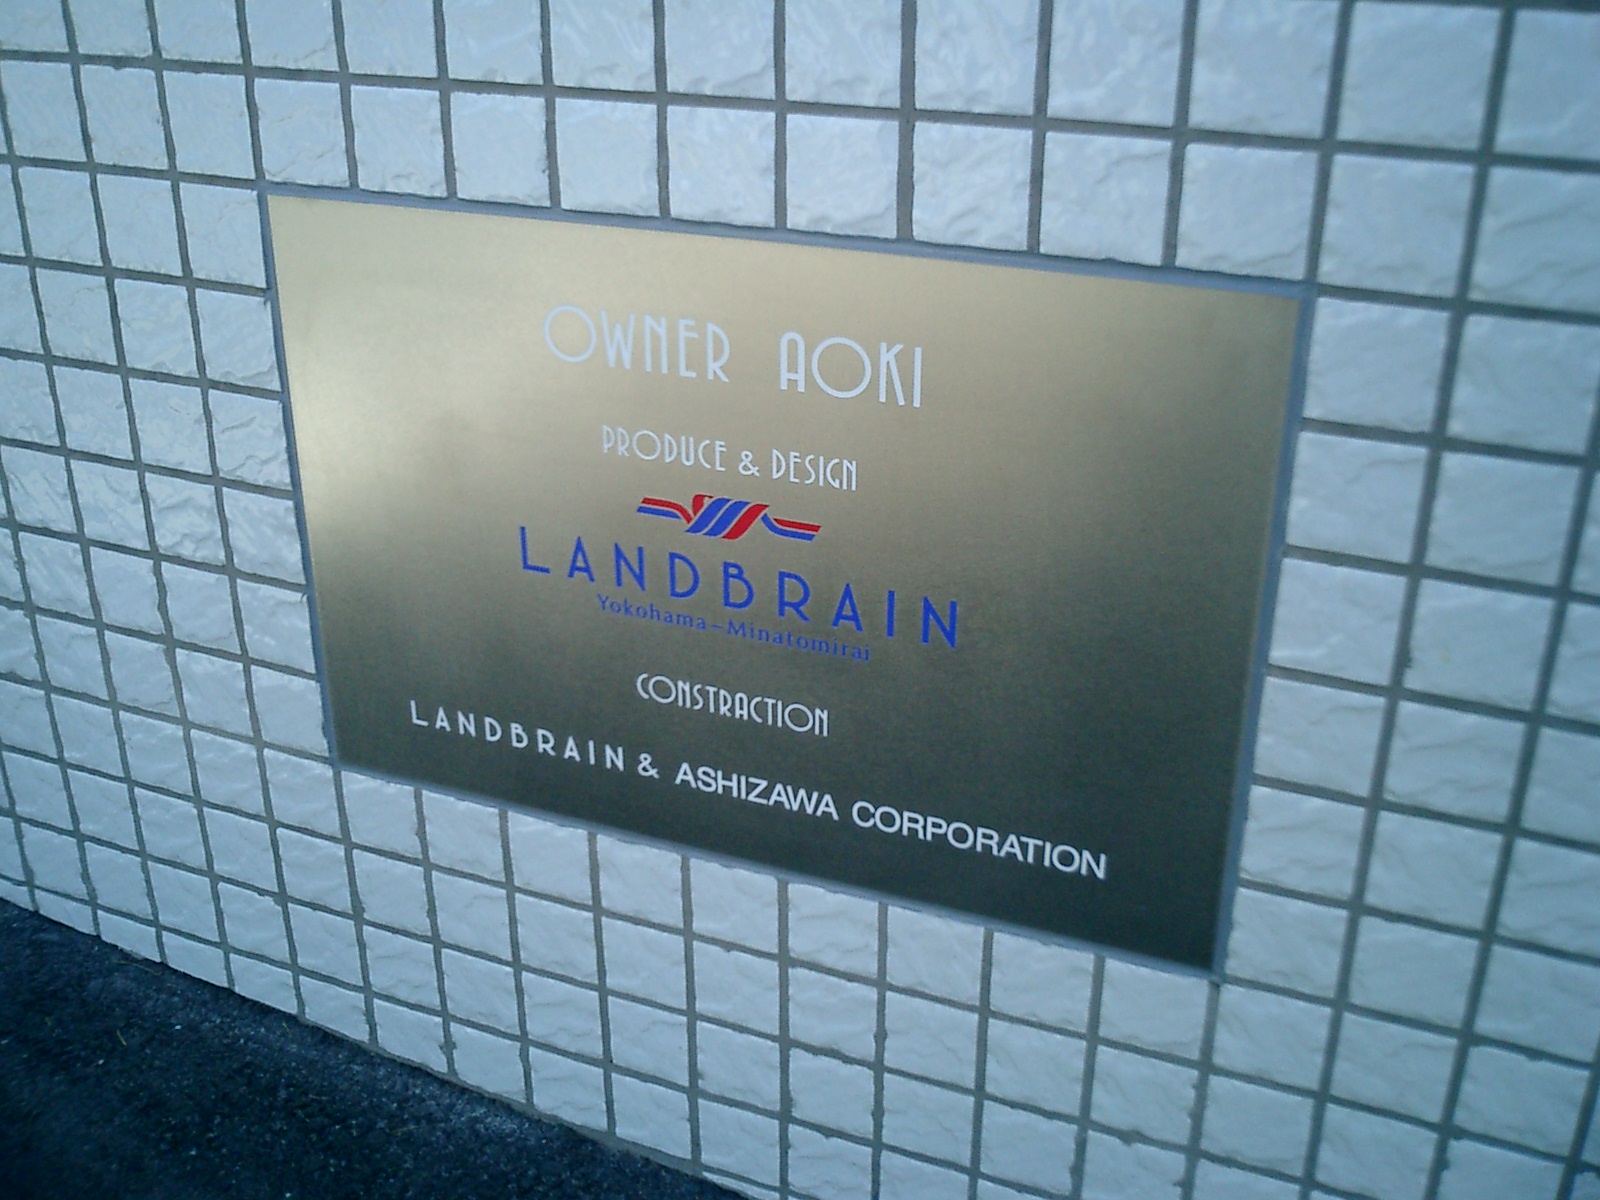 OWNER AOKI
PRODUCE & DESIGN
LANDBRAIN
Yokohama-Minatomirai
CONSTRACTION
LANDBRAIN & ASHIZAWA CORPORATION